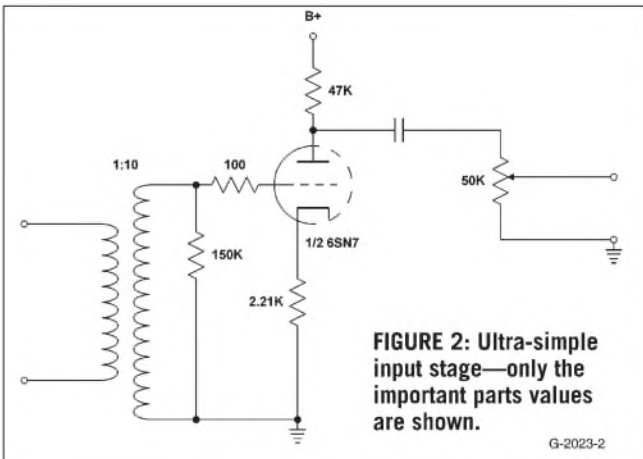 B+
47K
1:10
100
50K
150K
1/2 6SN7
2.21K
FIGURE 2: Ultra-simple
input stage—only the
important parts values
are shown.
G-2023-2